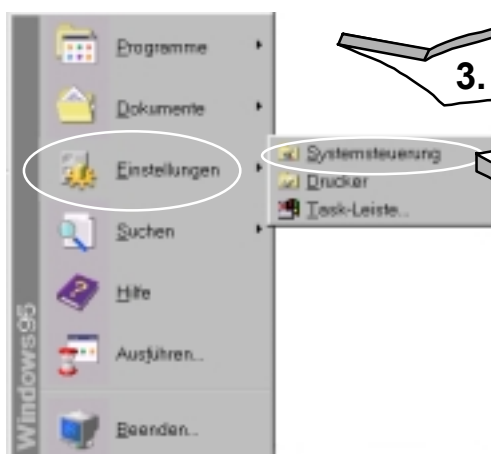 Programme
Dokumente
3.
Einstellungen
Systemsteuerung
Drucker
Task-Leiste...
Suchen
Hilfe
Ausführen...
Beenden...
Windows95